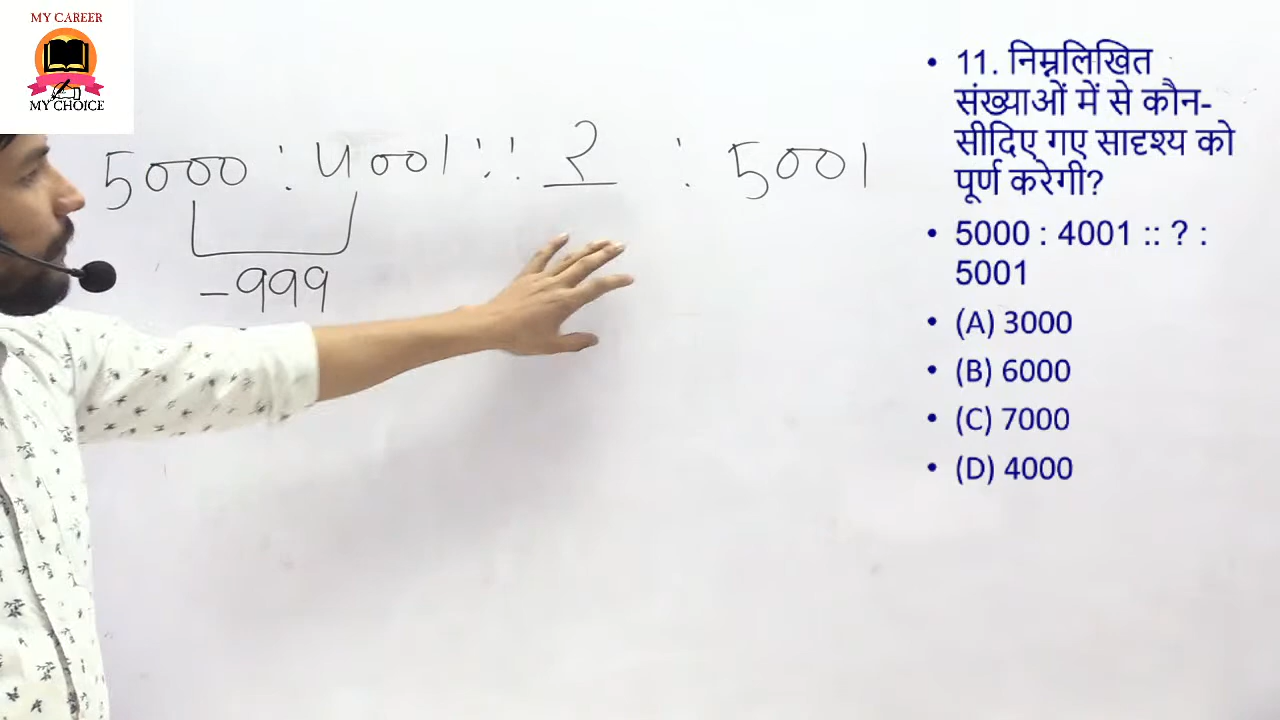 MY CAREER
MY CHOICE
5000 : 4001 :: ? : 5001
-999
• 11. निम्नलिखित
संख्याओं में से कौन-
सीदिए गए सादृश्य को
पूर्ण करेगी?
• 5000 : 4001 :: ? :
5001
• (A) 3000
• (B) 6000
• (C) 7000
• (D) 4000